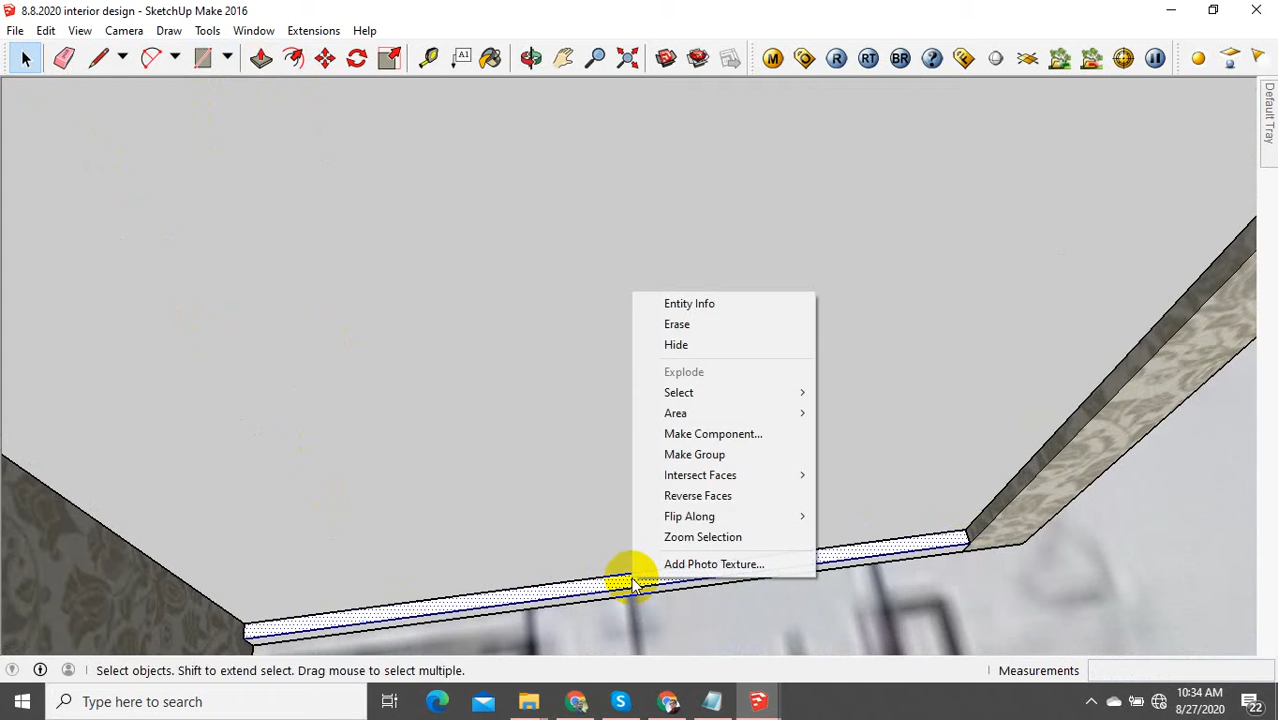 8.8.2020 interior design - SketchUp Make 2016
File Edit View Camera Draw Tools Window Extensions Help
A1
M O R RT BR ?
Default Tray
Entity Info
Erase
Hide
Explode
Select
Area
Make Component...
Make Group
Intersect Faces
Reverse Faces
Flip Along
Zoom Selection
Add Photo Texture...
Select objects. Shift to extend select. Drag mouse to select multiple.
Measurements
Type here to search
10:34 AM
8/27/2020
22